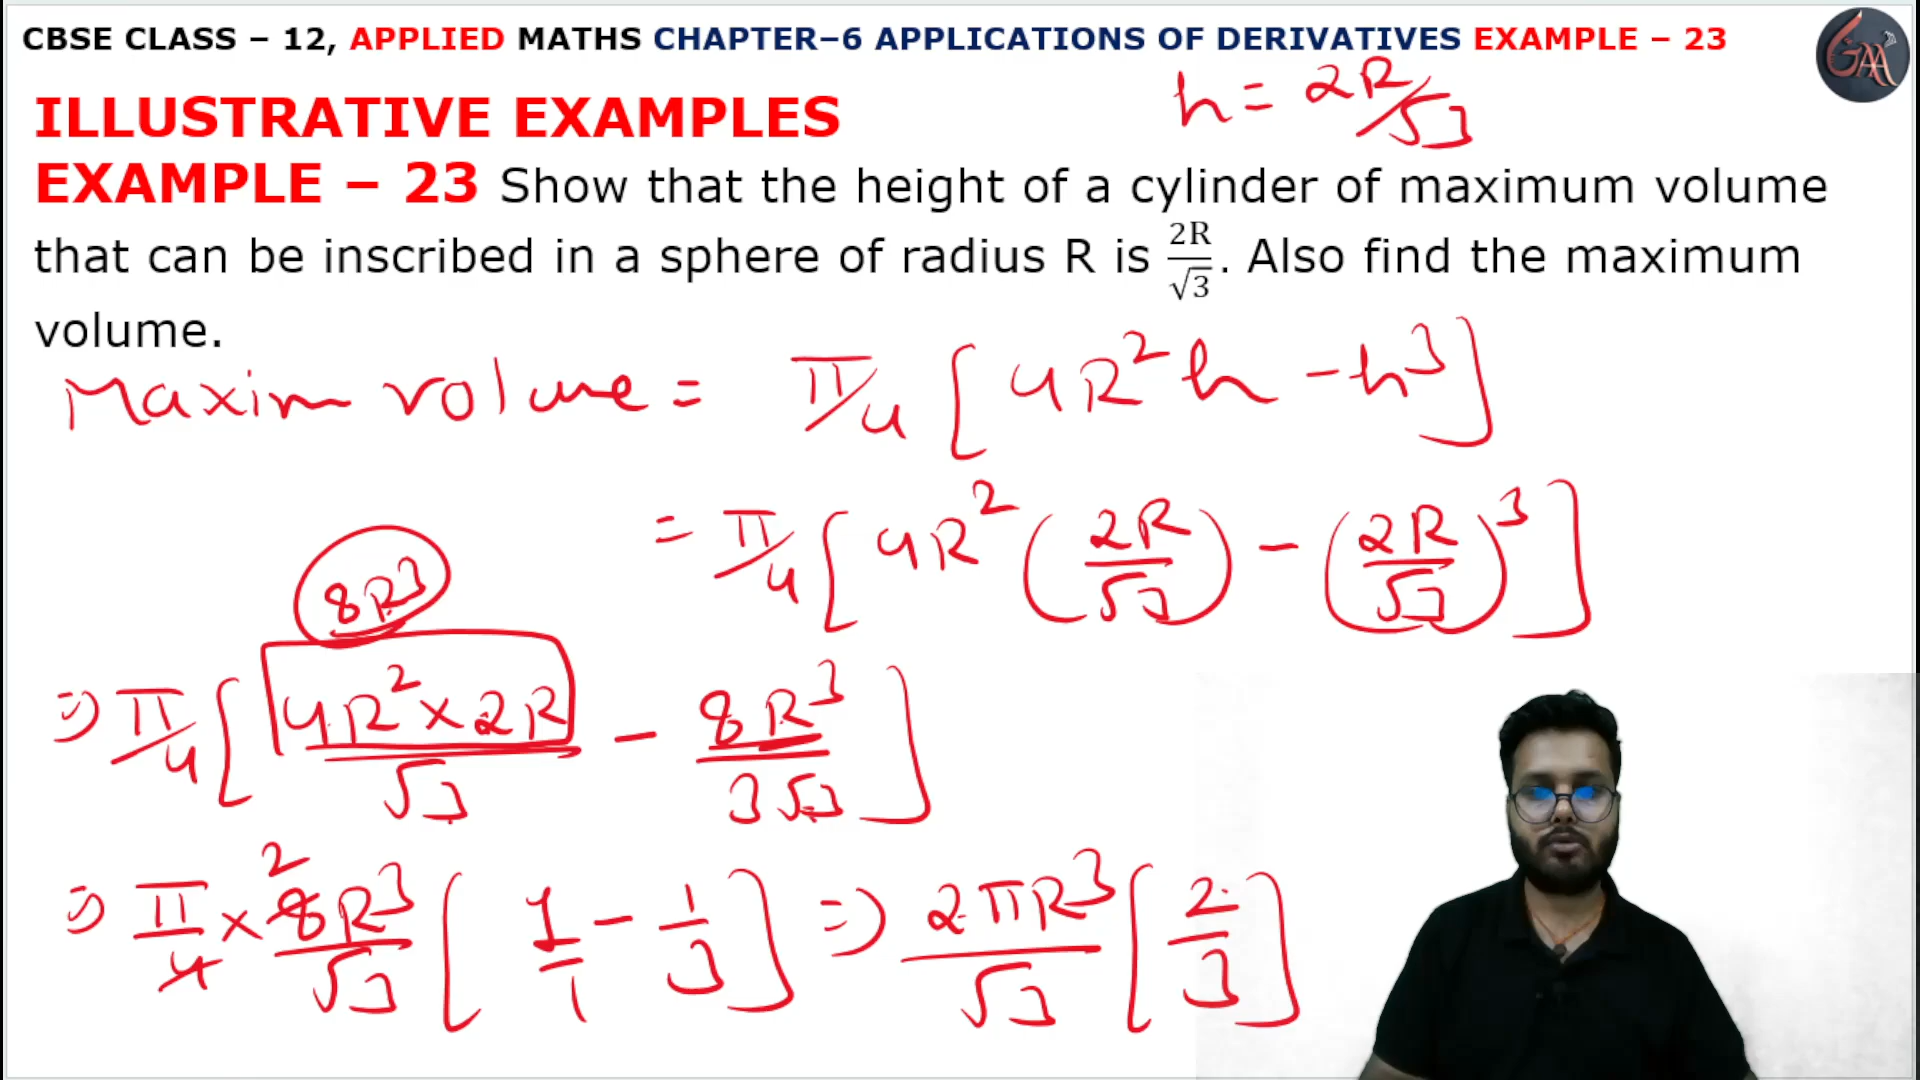 CBSE CLASS – 12, APPLIED MATHS CHAPTER–6 APPLICATIONS OF DERIVATIVES EXAMPLE – 23
GAA
h = 2R/√3
ILLUSTRATIVE EXAMPLES
EXAMPLE – 23 Show that the height of a cylinder of maximum volume
that can be inscribed in a sphere of radius R is 2R/√3. Also find the maximum
volume.
Maxim volume = π/4 [4R²h - h³]
= π/4 [4R² (2R/√3) - (2R/√3)³]
8R³
⇒ π/4 [4R² × 2R/√3 - 8R³/3√3]
2
⇒ π/4 × 8R³/√3 [1/1 - 1/3] ⇒ 2πR³/√3 [2/3]